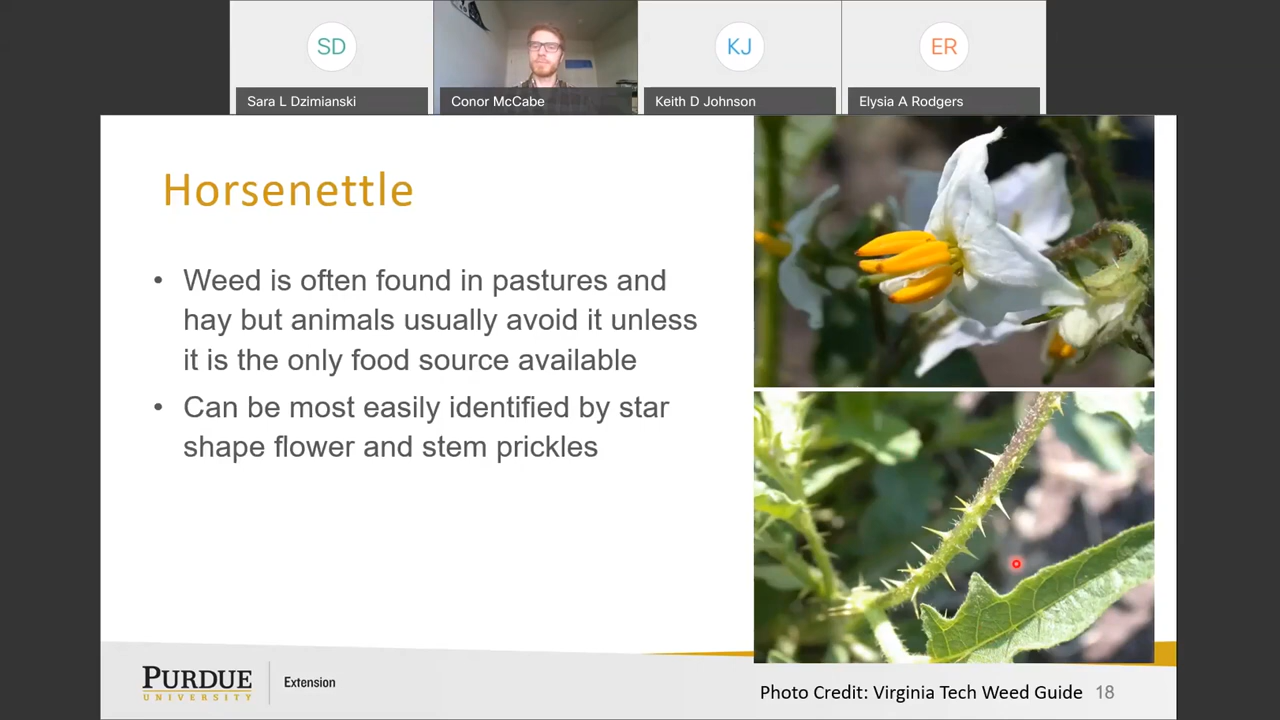 SD
KJ
ER
Sara L Dzimianski
Conor McCabe
Keith D Johnson
Elysia A Rodgers
Horsenettle
• Weed is often found in pastures and
hay but animals usually avoid it unless
it is the only food source available
• Can be most easily identified by star
shape flower and stem prickles
PURDUE
UNIVERSITY
Extension
Photo Credit: Virginia Tech Weed Guide 18